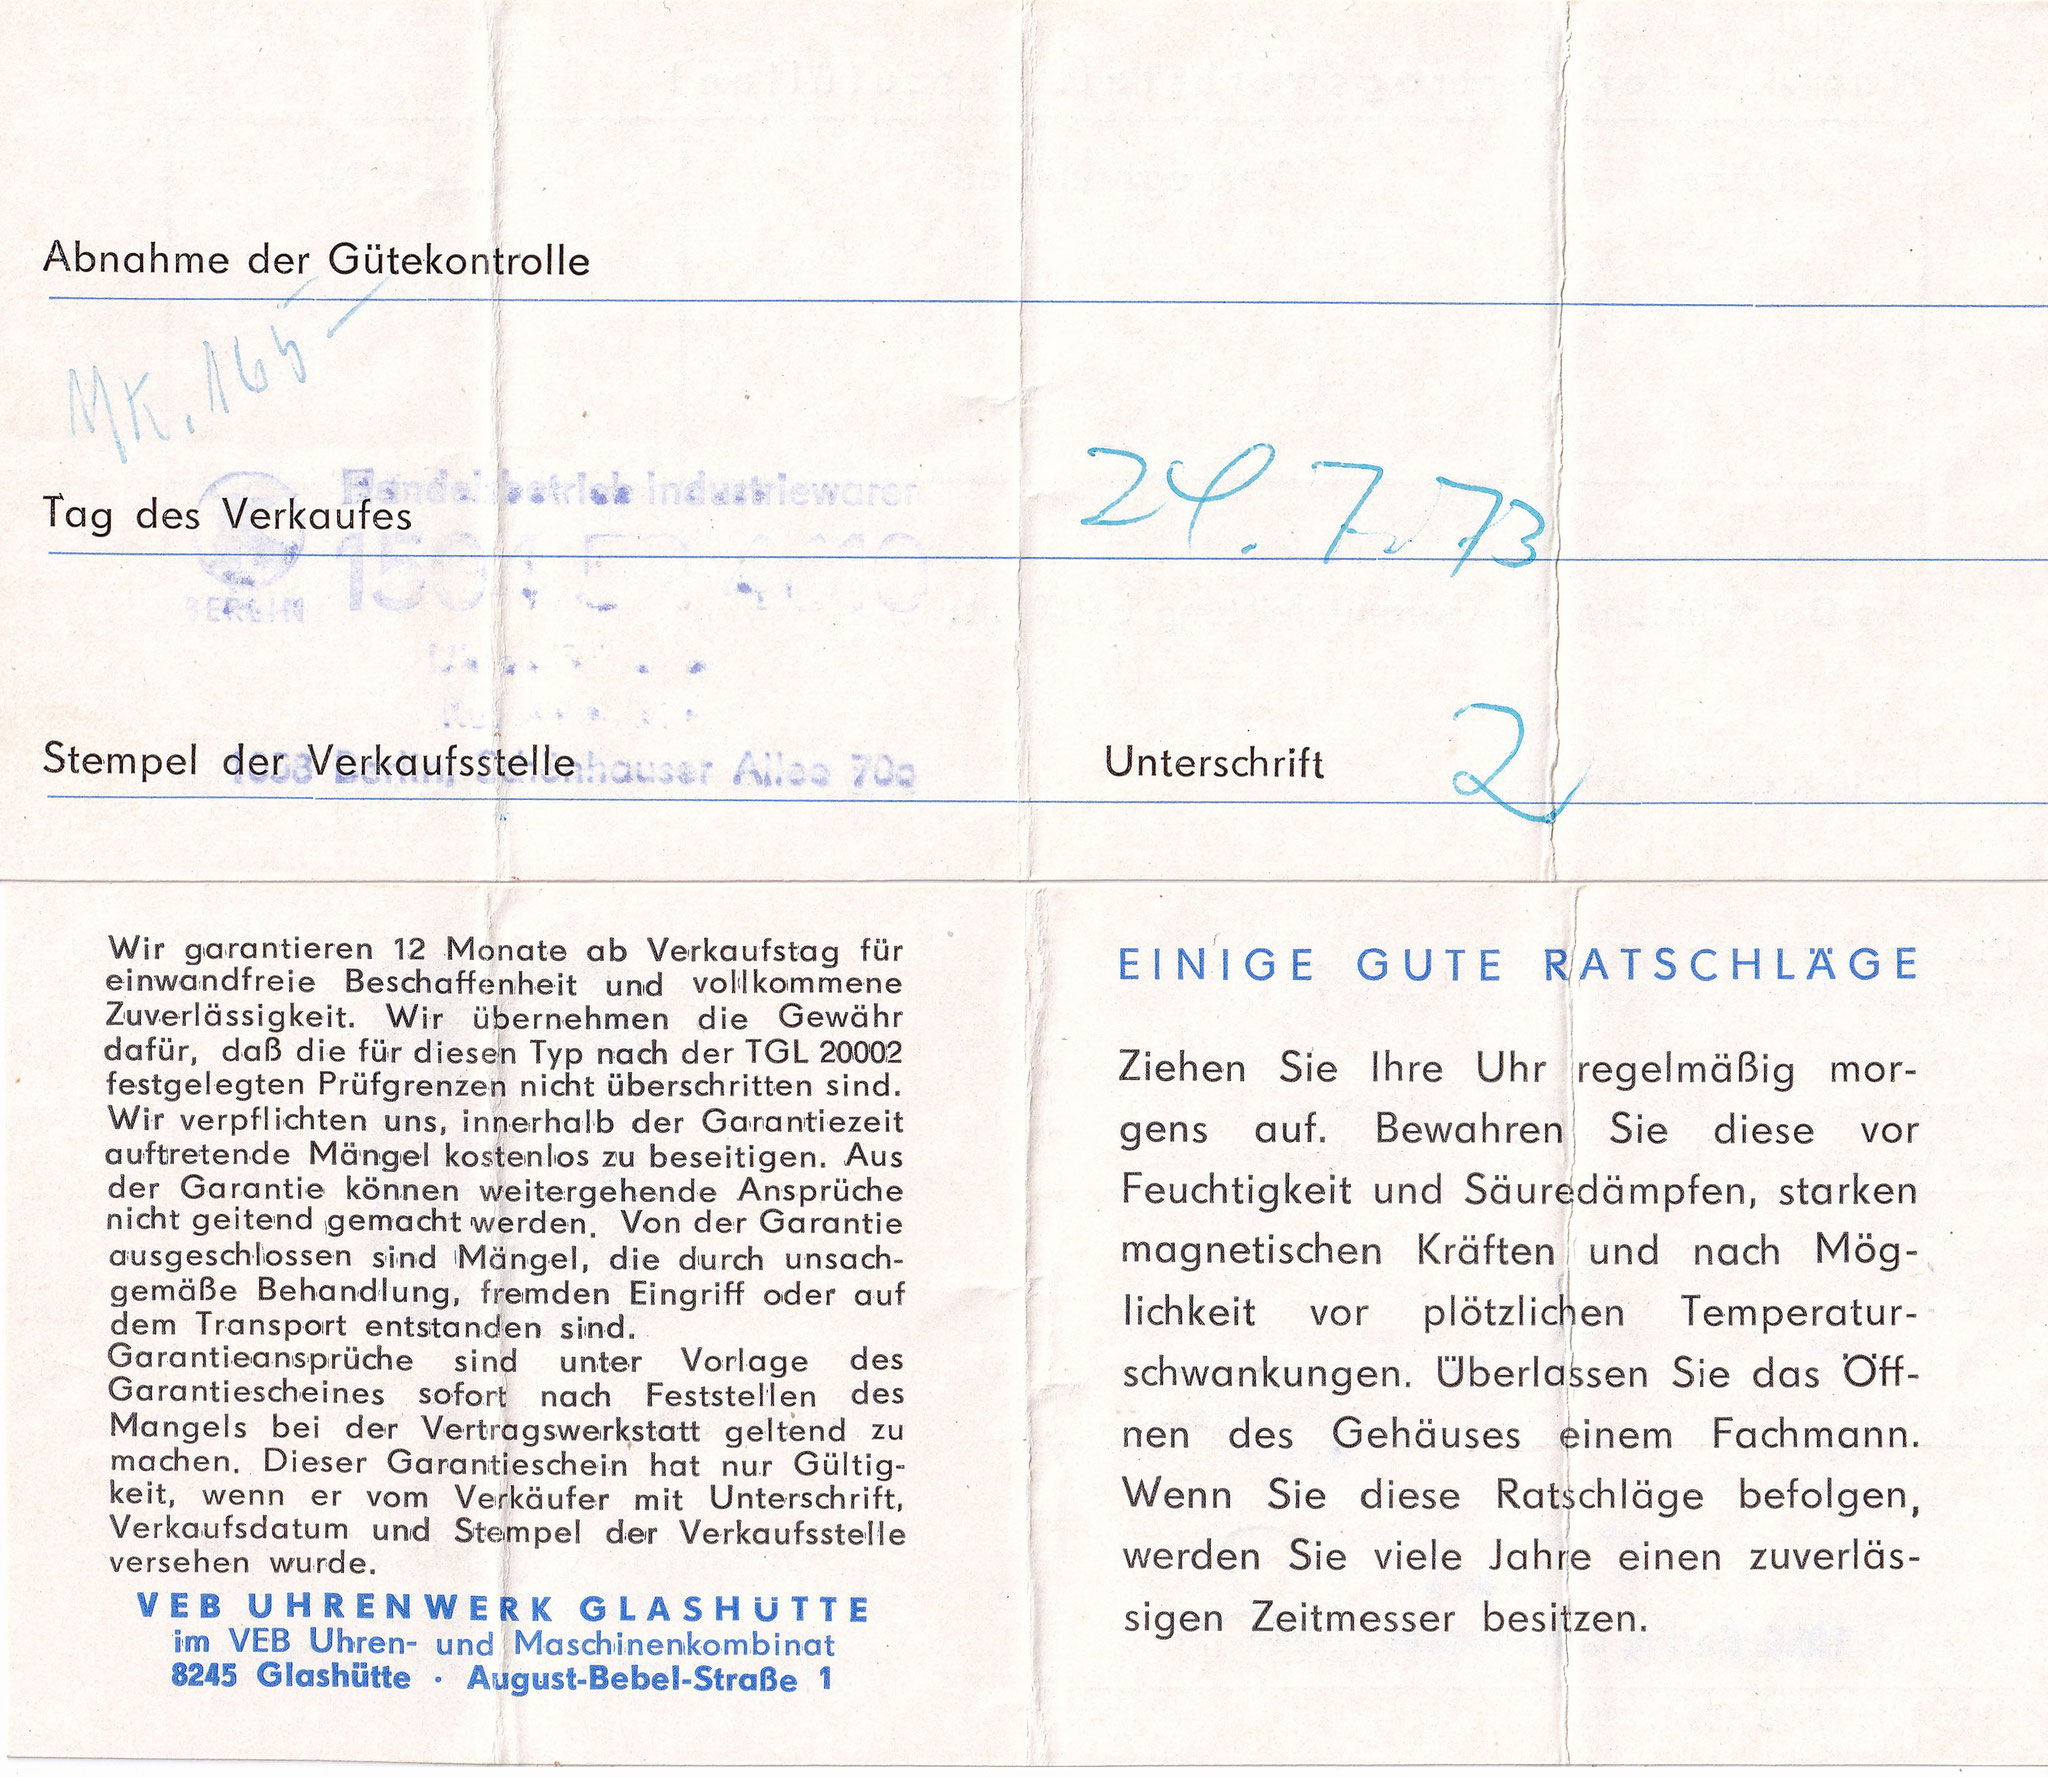 Abnahme der Gütekontrolle
MK. 165 —
Handelsbetrieb Industriewaren
Tag des Verkaufes
24. 7. 73
BERLIN
Stempel der Verkaufsstelle
1058 Berlin, Schönhauser Allee 70a
Unterschrift
Wir garantieren 12 Monate ab Verkaufstag für
einwandfreie Beschaffenheit und vollkommene
Zuverlässigkeit. Wir übernehmen die Gewähr
dafür, daß die für diesen Typ nach der TGL 20002
festgelegten Prüfgrenzen nicht überschritten sind.
Wir verpflichten uns, innerhalb der Garantiezeit
auftretende Mängel kostenlos zu beseitigen. Aus
der Garantie können weitergehende Ansprüche
nicht geitend gemacht werden. Von der Garantie
ausgeschlossen sind Mängel, die durch unsach-
gemäße Behandlung, fremden Eingriff oder auf
dem Transport entstanden sind.
Garantieansprüche sind unter Vorlage des
Garantiescheines sofort nach Feststellen des
Mangels bei der Vertragswerkstatt geltend zu
machen. Dieser Garantieschein hat nur Gültig-
keit, wenn er vom Verkäufer mit Unterschrift,
Verkaufsdatum und Stempel der Verkaufsstelle
versehen wurde.
VEB UHRENWERK GLASHÜTTE
im VEB Uhren- und Maschinenkombinat
8245 Glashütte · August-Bebel-Straße 1
EINIGE GUTE RATSCHLÄGE
Ziehen Sie Ihre Uhr regelmäßig mor-
gens auf. Bewahren Sie diese vor
Feuchtigkeit und Säuredämpfen, starken
magnetischen Kräften und nach Mög-
lichkeit vor plötzlichen Temperatur-
schwankungen. Überlassen Sie das Öff-
nen des Gehäuses einem Fachmann.
Wenn Sie diese Ratschläge befolgen,
werden Sie viele Jahre einen zuverläs-
sigen Zeitmesser besitzen.